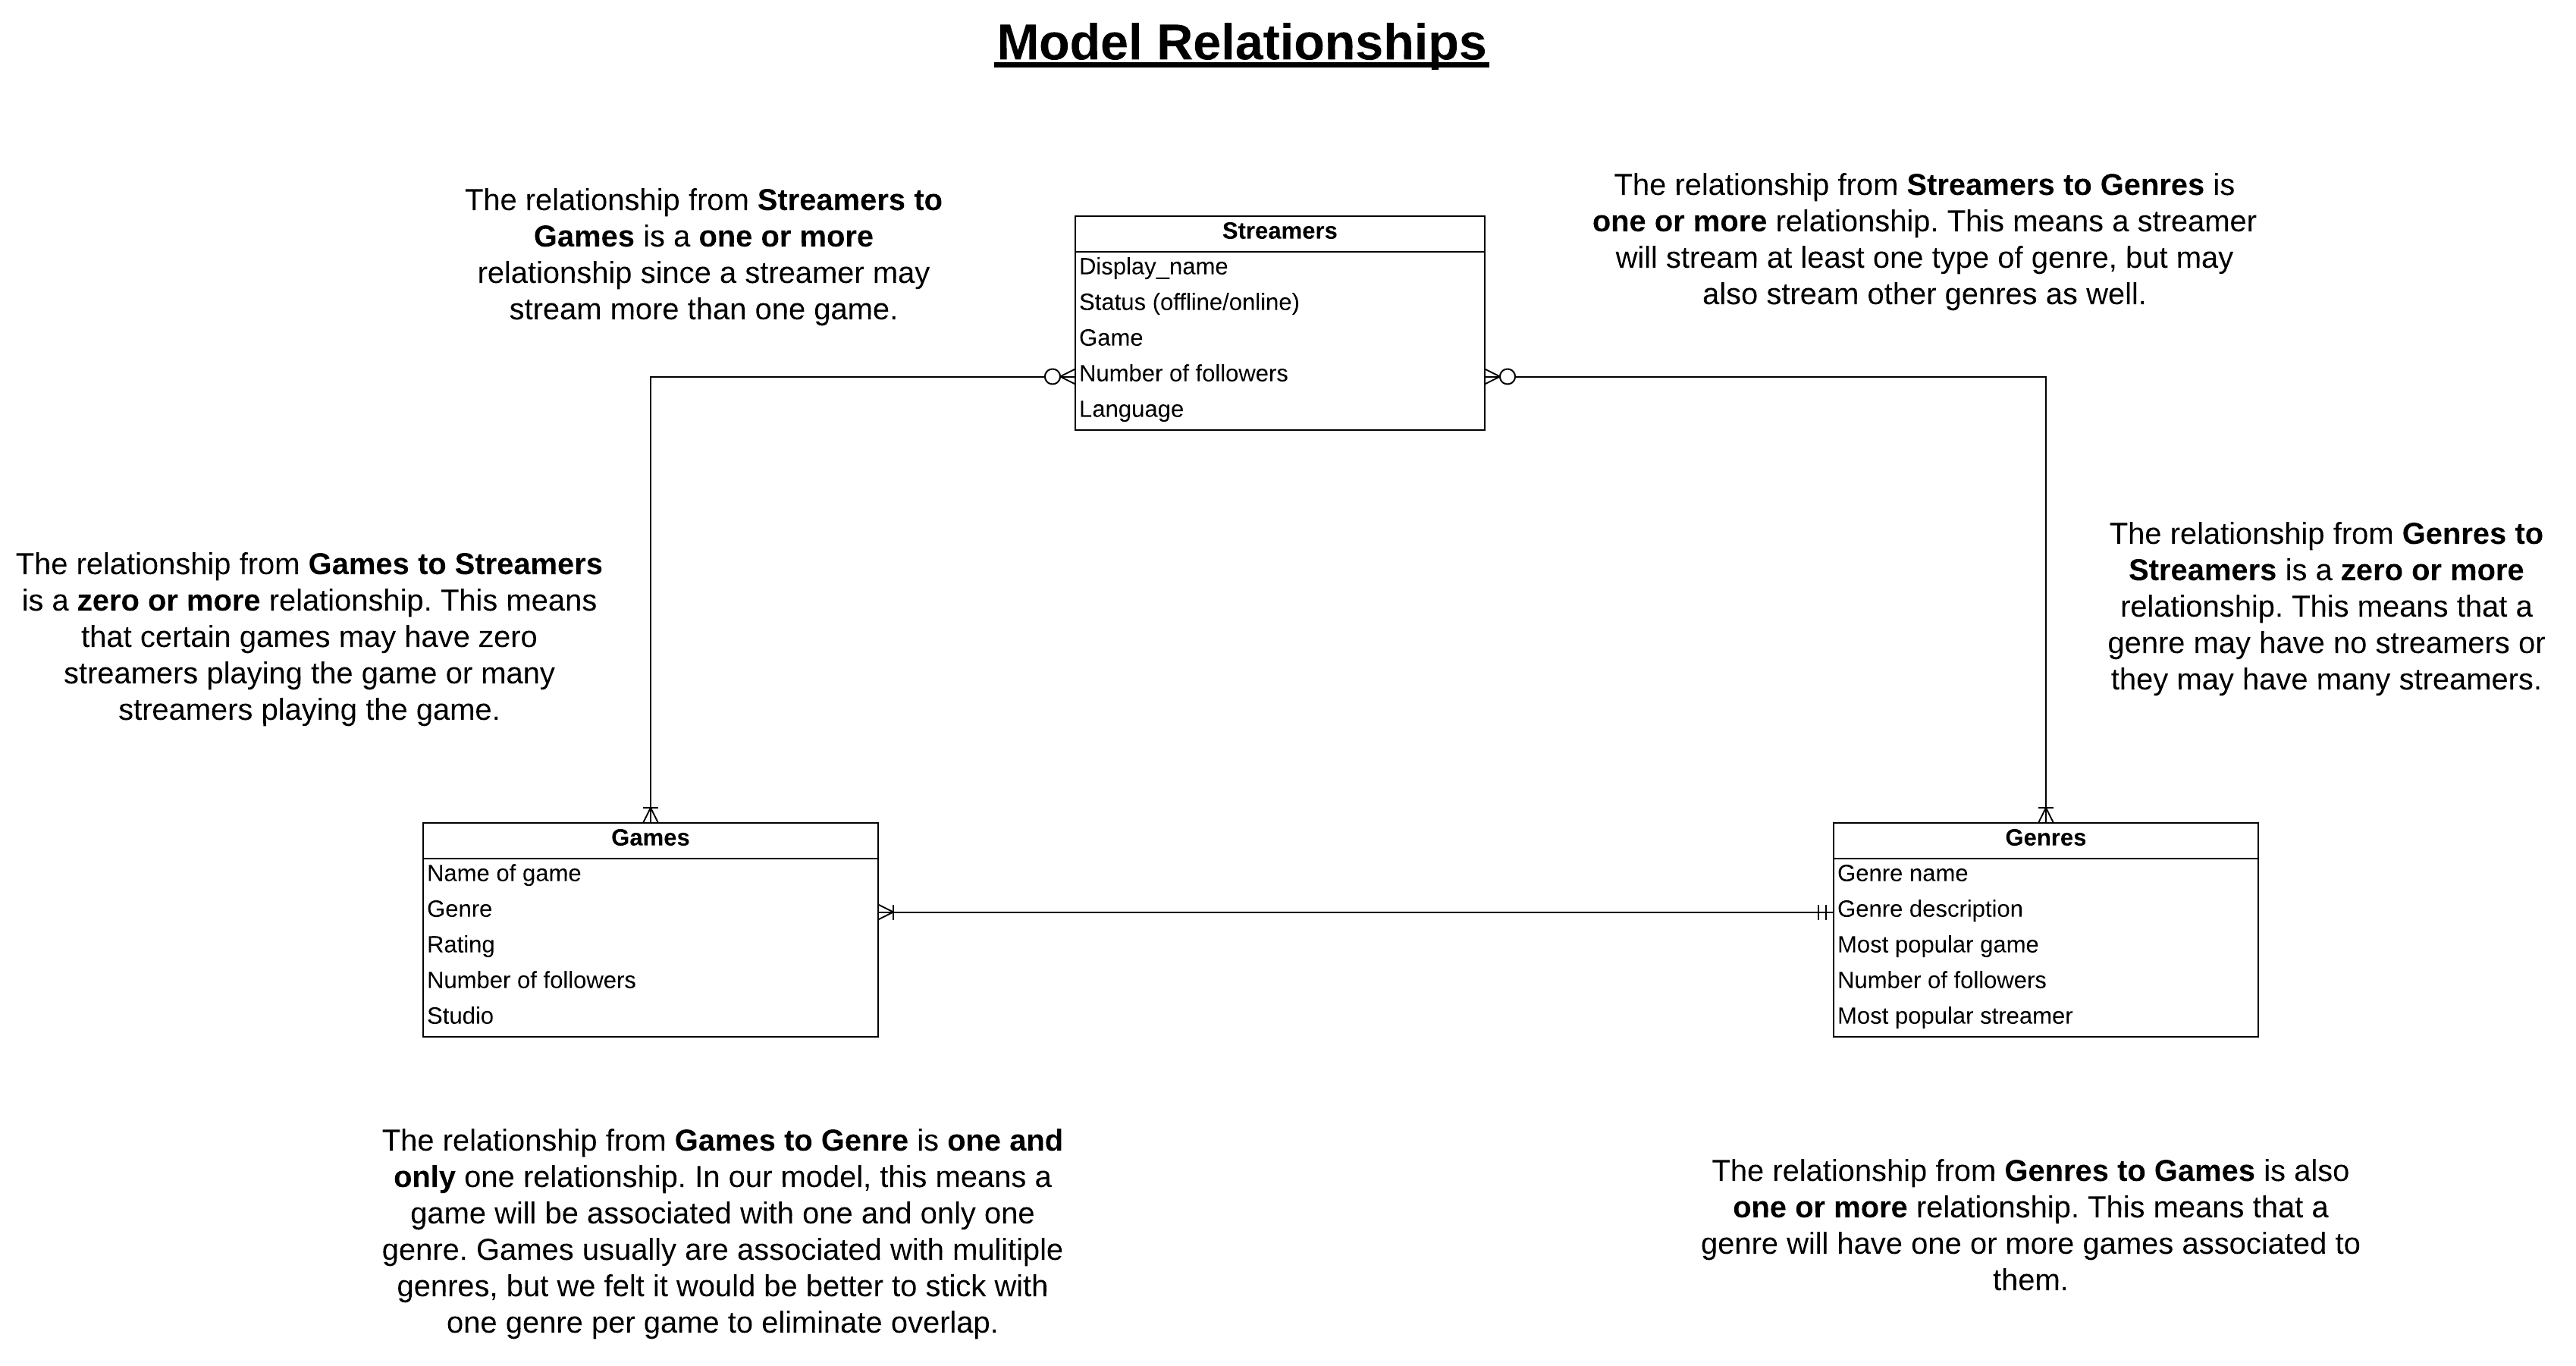 Model Relationships
The relationship from Streamers to
Games is a one or more
relationship since a streamer may
stream more than one game.
The relationship from Streamers to Genres is
one or more relationship. This means a streamer
will stream at least one type of genre, but may
also stream other genres as well.
Streamers
Display_name
Status (offline/online)
Game
Number of followers
Language
The relationship from Games to Streamers
is a zero or more relationship. This means
that certain games may have zero
streamers playing the game or many
streamers playing the game.
The relationship from Genres to
Streamers is a zero or more
relationship. This means that a
genre may have no streamers or
they may have many streamers.
Games
Name of game
Genre
Rating
Number of followers
Studio
Genres
Genre name
Genre description
Most popular game
Number of followers
Most popular streamer
The relationship from Games to Genre is one and
only one relationship. In our model, this means a
game will be associated with one and only one
genre. Games usually are associated with mulitiple
genres, but we felt it would be better to stick with
one genre per game to eliminate overlap.
The relationship from Genres to Games is also
one or more relationship. This means that a
genre will have one or more games associated to
them.